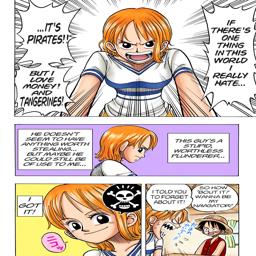 IF
THERE'S
ONE
THING
IN THIS
WORLD
I
REALLY
HATE...
...IT'S
PIRATES!!
BUT I
LOVE
MONEY!
AND
TANGERINES!
THIS GUY'S A
STUPID,
WORTHLESS
PLUNDERER...
HE DOESN'T
SEEM TO HAVE
ANYTHING WORTH
STEALING...
BUT MAYBE HE
COULD STILL BE
OF USE TO ME...
SO HOW
'BOUT IT?
WANNA BE
MY
NAVIGATOR?
I TOLD YOU
TO FORGET
ABOUT IT!
GOT
IT!